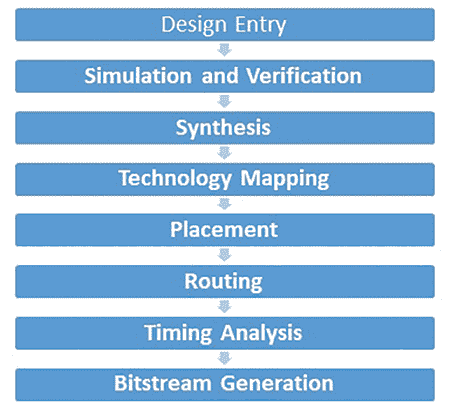 Design Entry
Simulation and Verification
Synthesis
Technology Mapping
Placement
Routing
Timing Analysis
Bitstream Generation